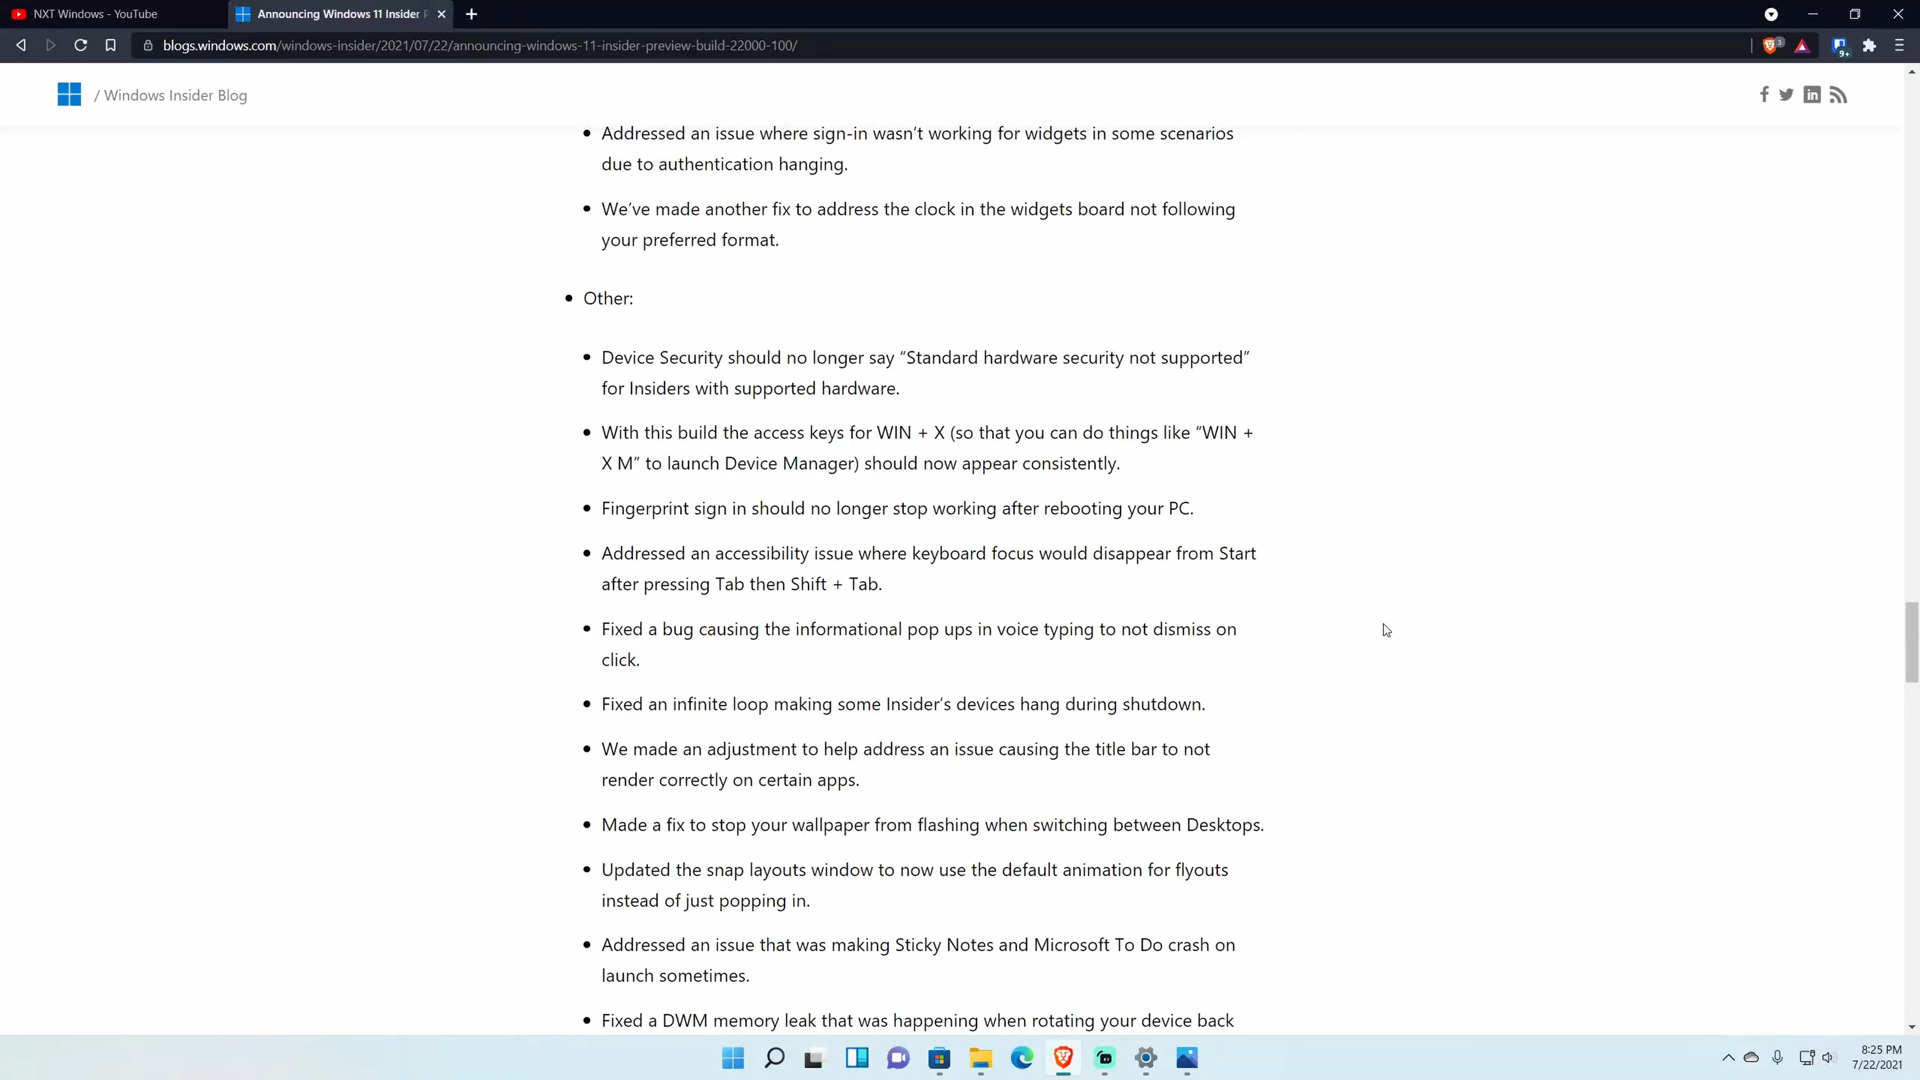 NXT Windows - YouTube
Announcing Windows 11 Insider P
blogs.windows.com/windows-insider/2021/07/22/announcing-windows-11-insider-preview-build-22000-100/
3
9+
/ Windows Insider Blog
• Addressed an issue where sign-in wasn’t working for widgets in some scenarios
due to authentication hanging.
• We’ve made another fix to address the clock in the widgets board not following
your preferred format.
• Other:
• Device Security should no longer say “Standard hardware security not supported”
for Insiders with supported hardware.
• With this build the access keys for WIN + X (so that you can do things like “WIN +
X M” to launch Device Manager) should now appear consistently.
• Fingerprint sign in should no longer stop working after rebooting your PC.
• Addressed an accessibility issue where keyboard focus would disappear from Start
after pressing Tab then Shift + Tab.
• Fixed a bug causing the informational pop ups in voice typing to not dismiss on
click.
• Fixed an infinite loop making some Insider’s devices hang during shutdown.
• We made an adjustment to help address an issue causing the title bar to not
render correctly on certain apps.
• Made a fix to stop your wallpaper from flashing when switching between Desktops.
• Updated the snap layouts window to now use the default animation for flyouts
instead of just popping in.
• Addressed an issue that was making Sticky Notes and Microsoft To Do crash on
launch sometimes.
• Fixed a DWM memory leak that was happening when rotating your device back
8:25 PM
7/22/2021